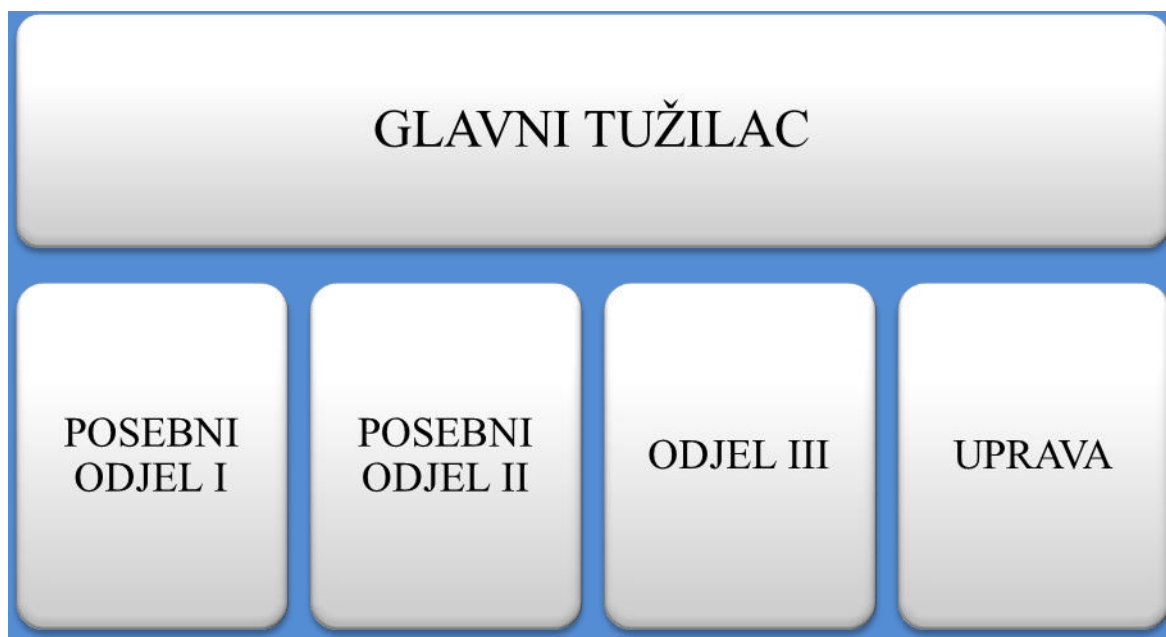 GLAVNI TUŽILAC
POSEBNI
ODJEL I
POSEBNI
ODJEL II
ODJEL III
UPRAVA